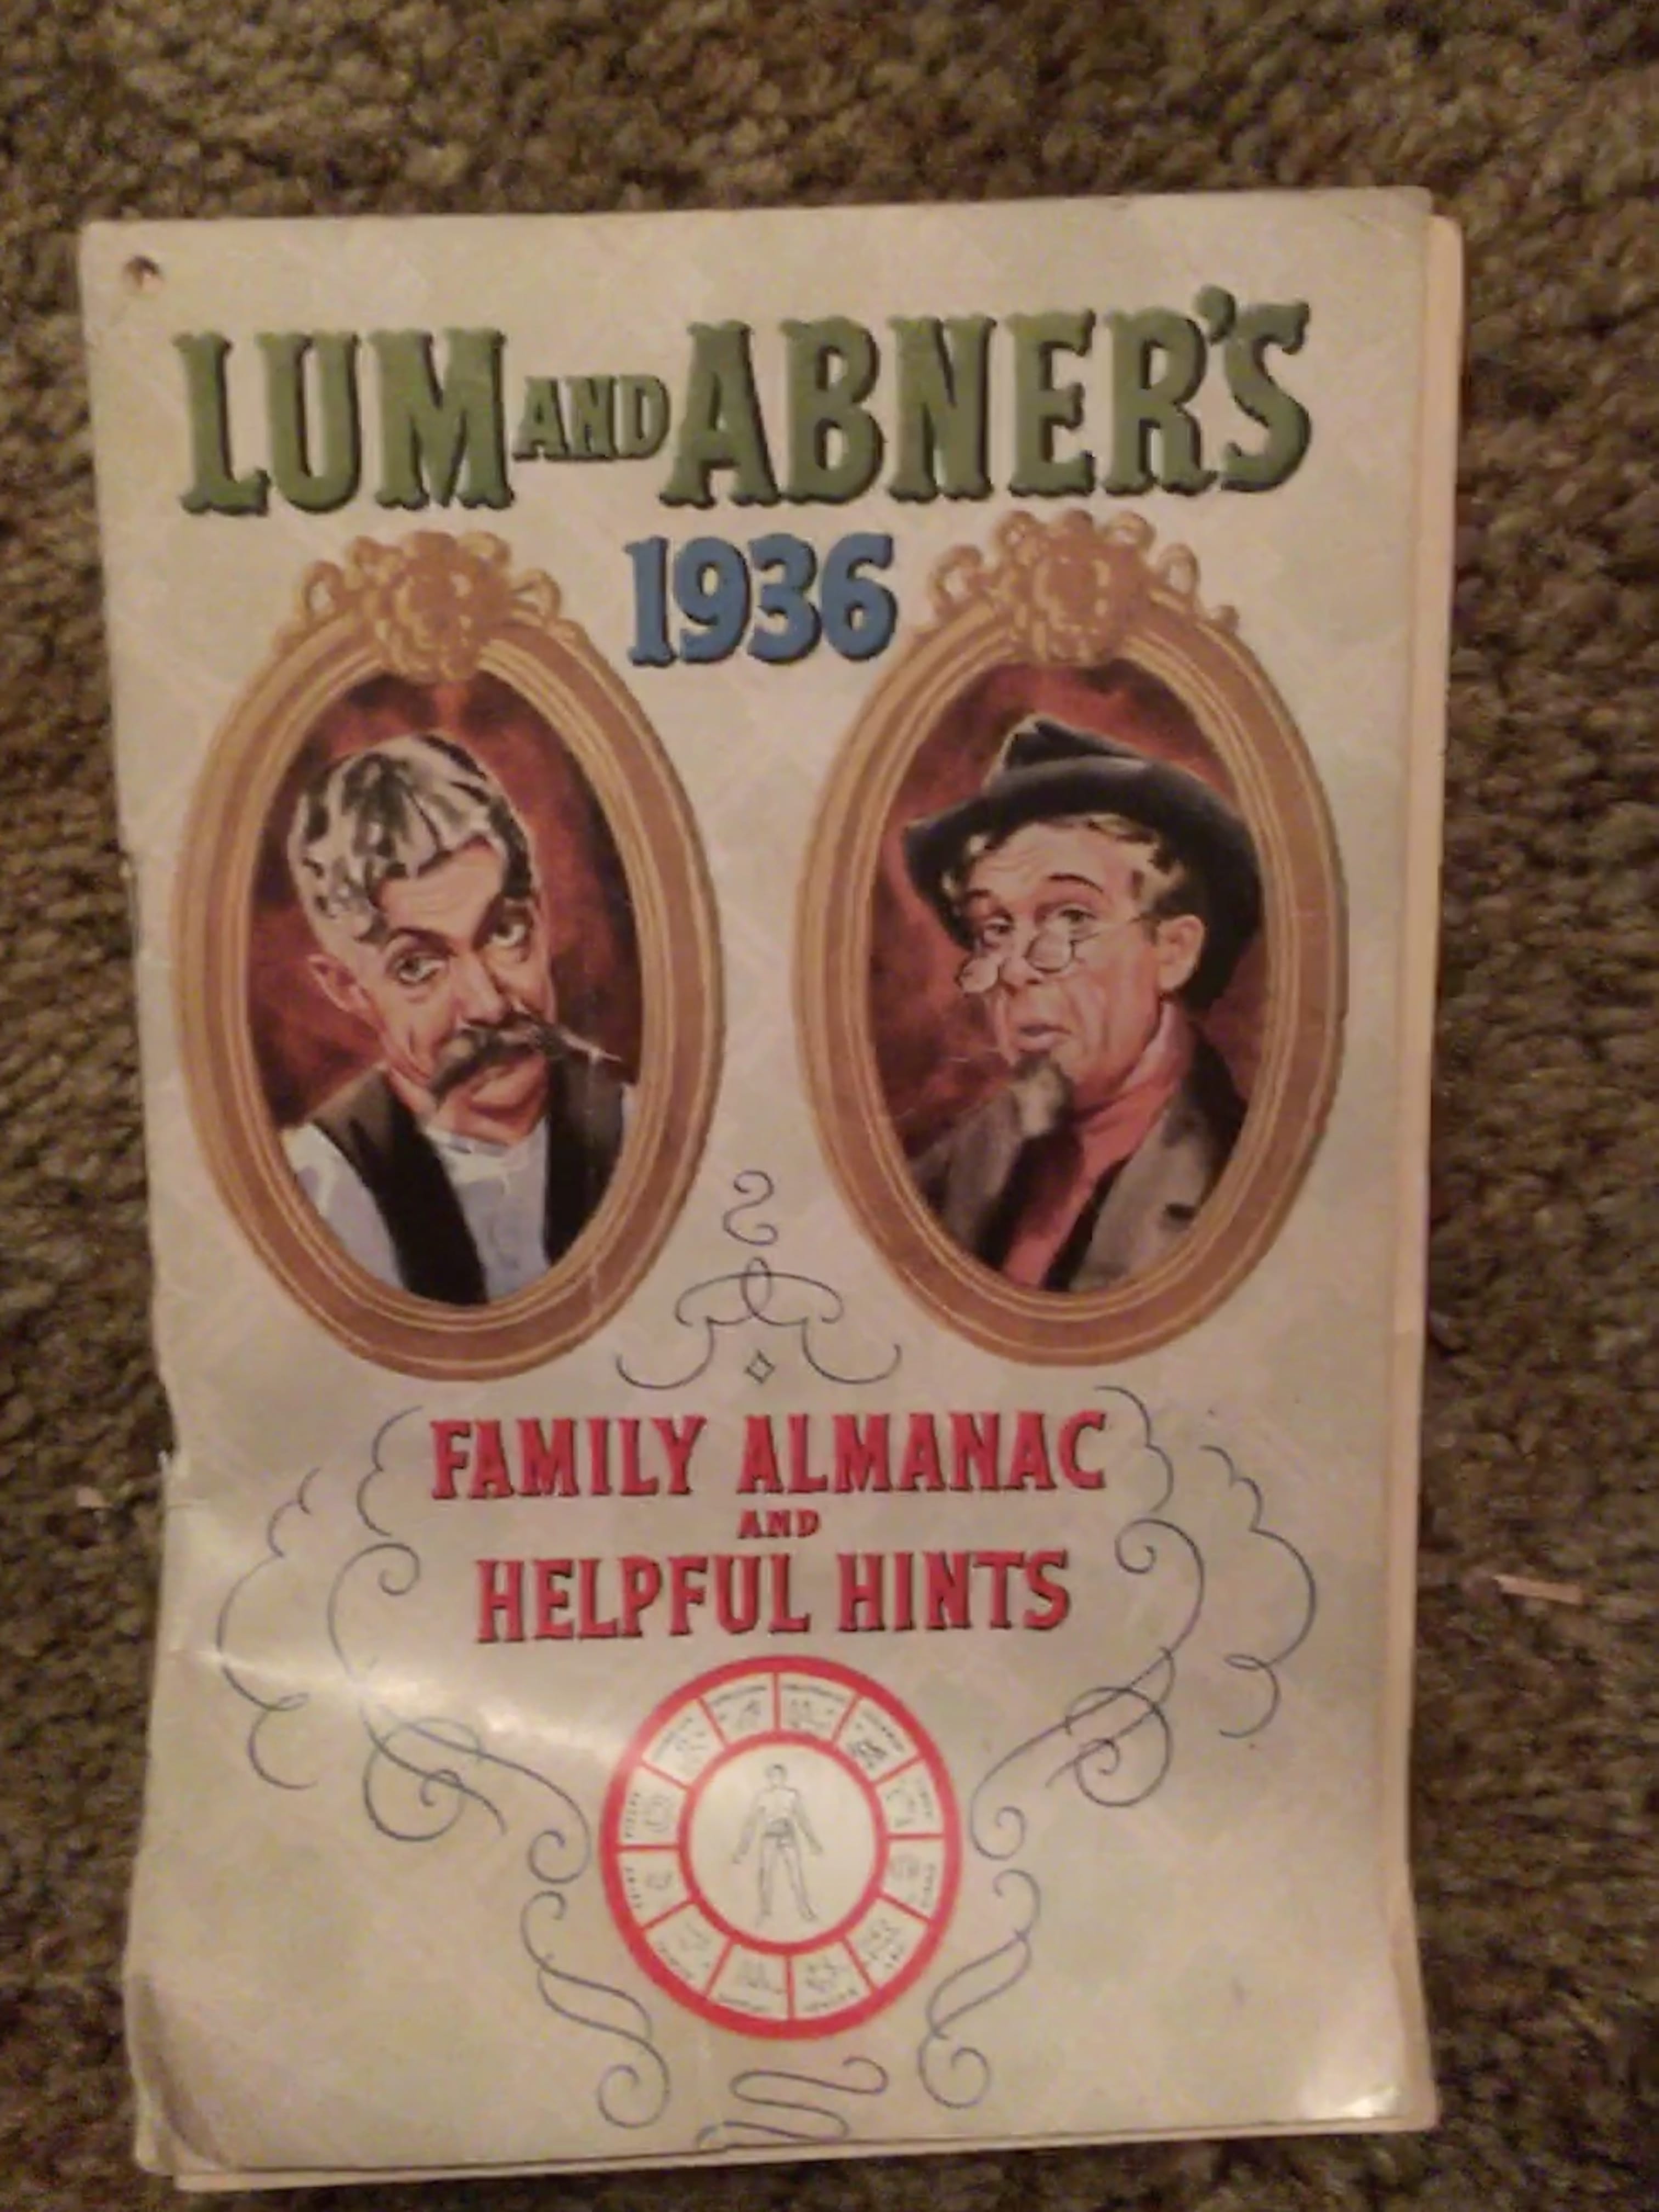 LUM AND ABNER'S
1936
FAMILY ALMANAC
AND
HELPFUL HINTS